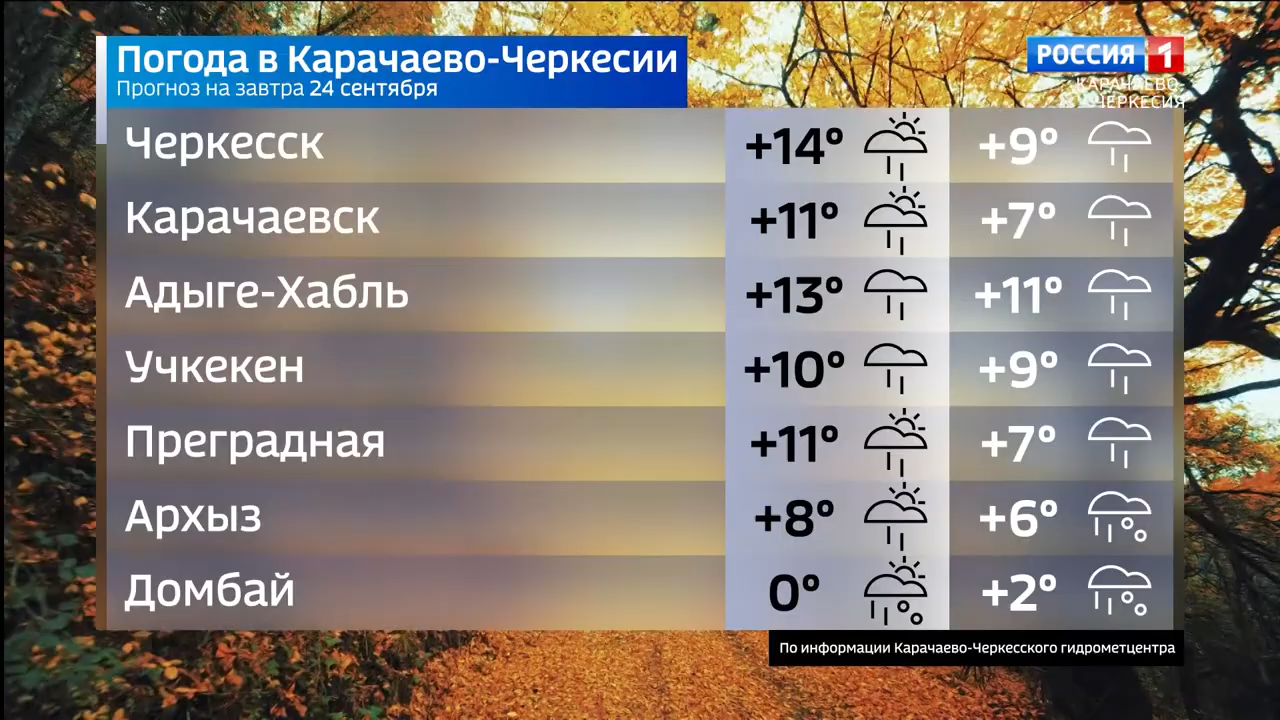 Погода в Карачаево-Черкесии
Прогноз на завтра 24 сентября
РОССИЯ 1
КАРАЧАЕВО-
ЧЕРКЕСИЯ
Черкесск +14° +9°
Карачаевск +11° +7°
Адыге-Хабль +13° +11°
Учкекен +10° +9°
Преградная +11° +7°
Архыз +8° +6°
Домбай 0° +2°
По информации Карачаево-Черкесского гидрометцентра